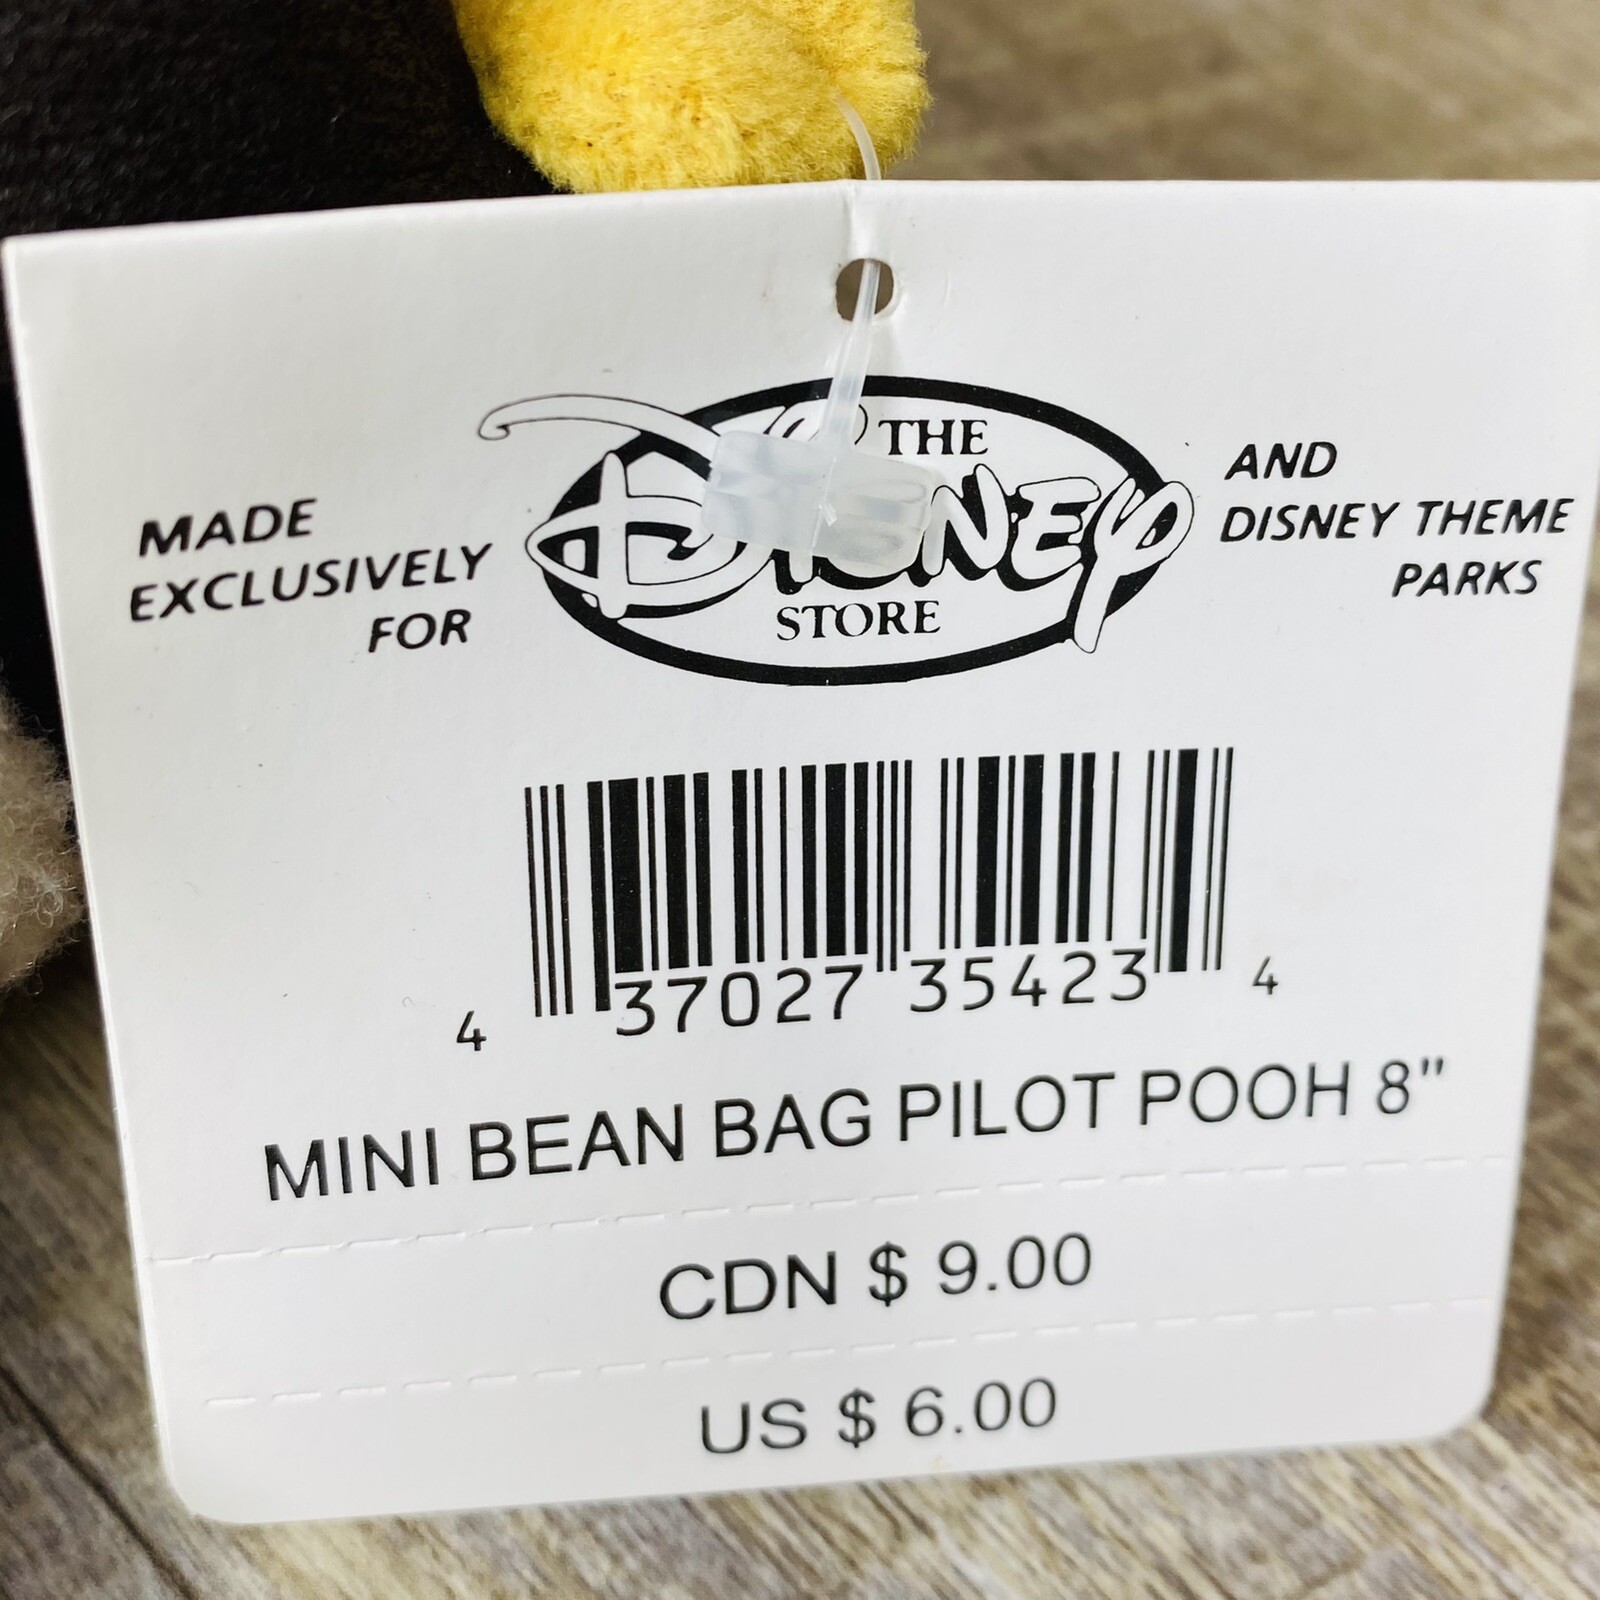 MADE
EXCLUSIVELY
FOR
THE
DISNEY
STORE
AND
DISNEY THEME
PARKS
4 37027 35423 4
MINI BEAN BAG PILOT POOH 8"
CDN $ 9.00
US $ 6.00